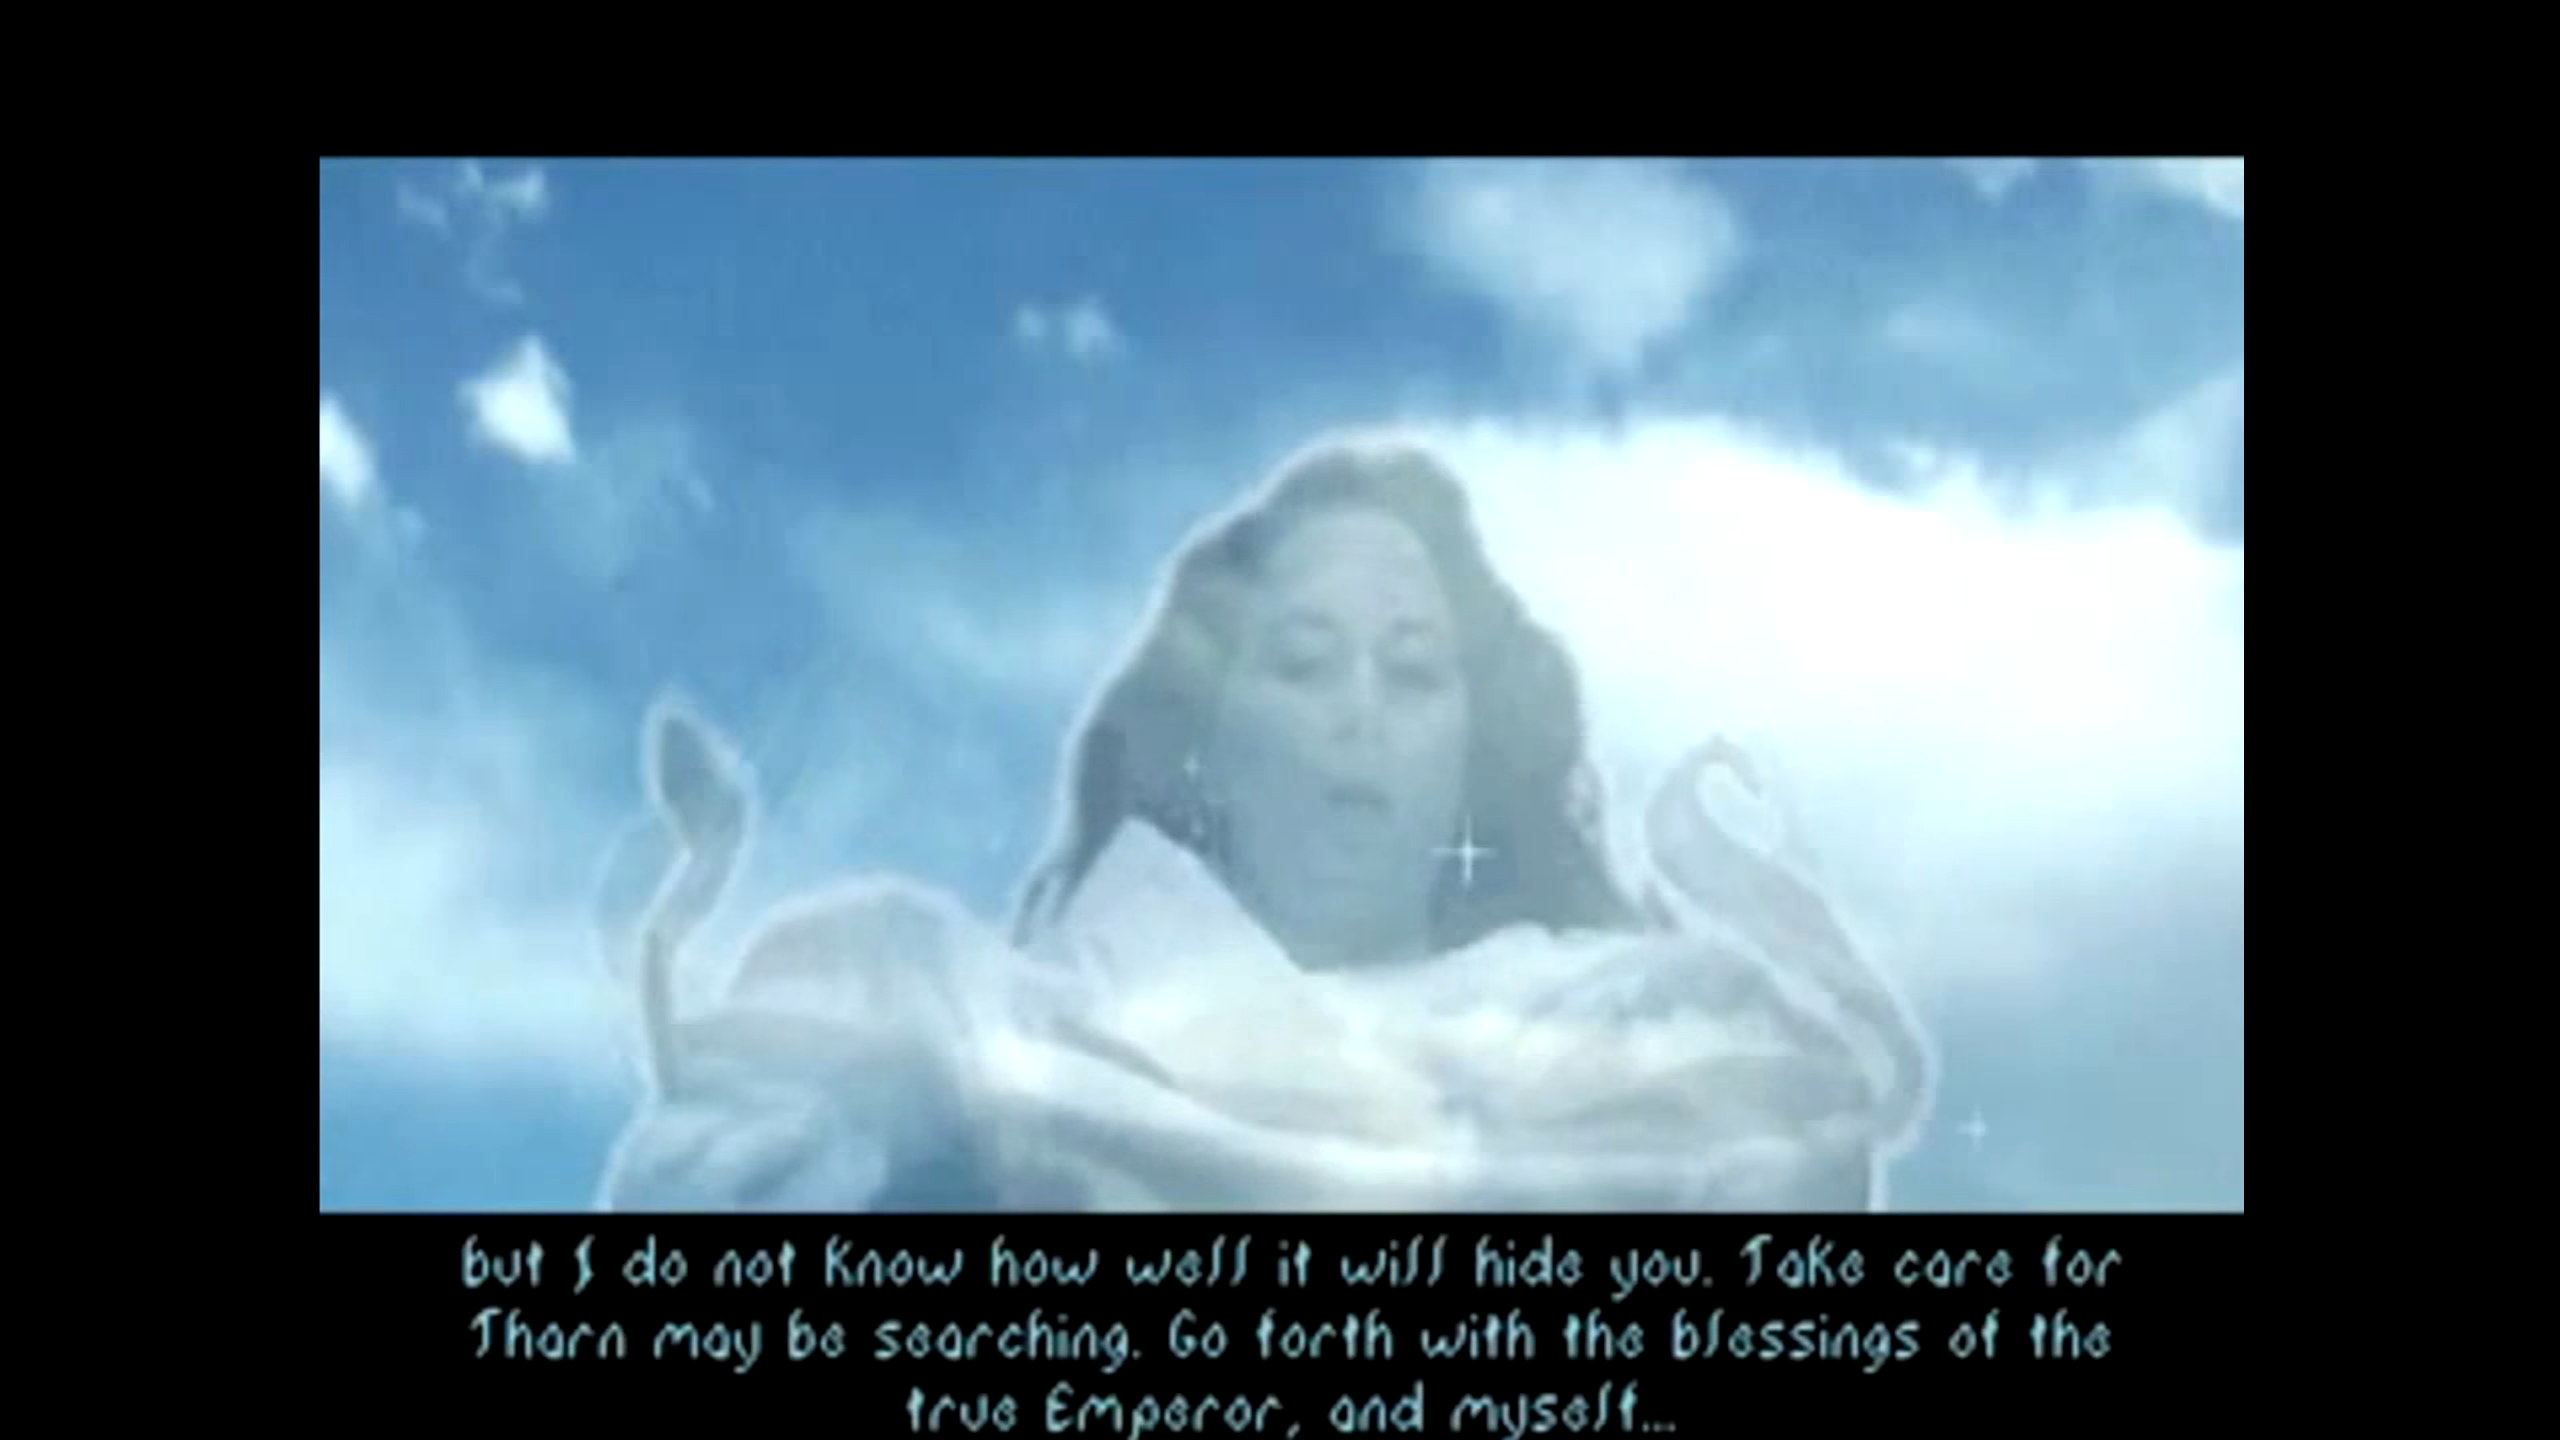 but I do not know how well it will hide you. Take care for
Tharn may be searching. Go forth with the blessings of the
true Emperor, and myself...